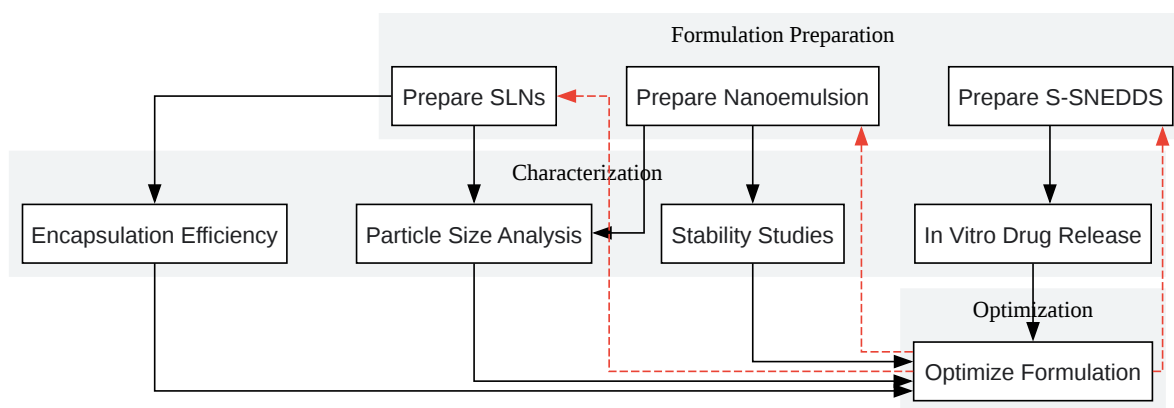 Formulation Preparation
Prepare SLNs
Prepare Nanoemulsion
Prepare S-SNEDDS
Characterization
Encapsulation Efficiency
Particle Size Analysis
Stability Studies
In Vitro Drug Release
Optimization
Optimize Formulation